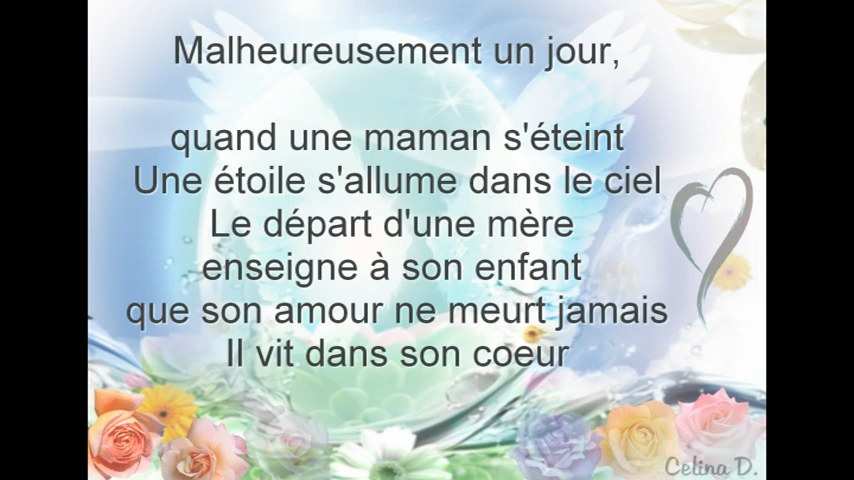 Malheureusement un jour,
quand une maman s'éteint
Une étoile s'allume dans le ciel
Le départ d'une mère
enseigne à son enfant
que son amour ne meurt jamais
Il vit dans son coeur
Celina D.